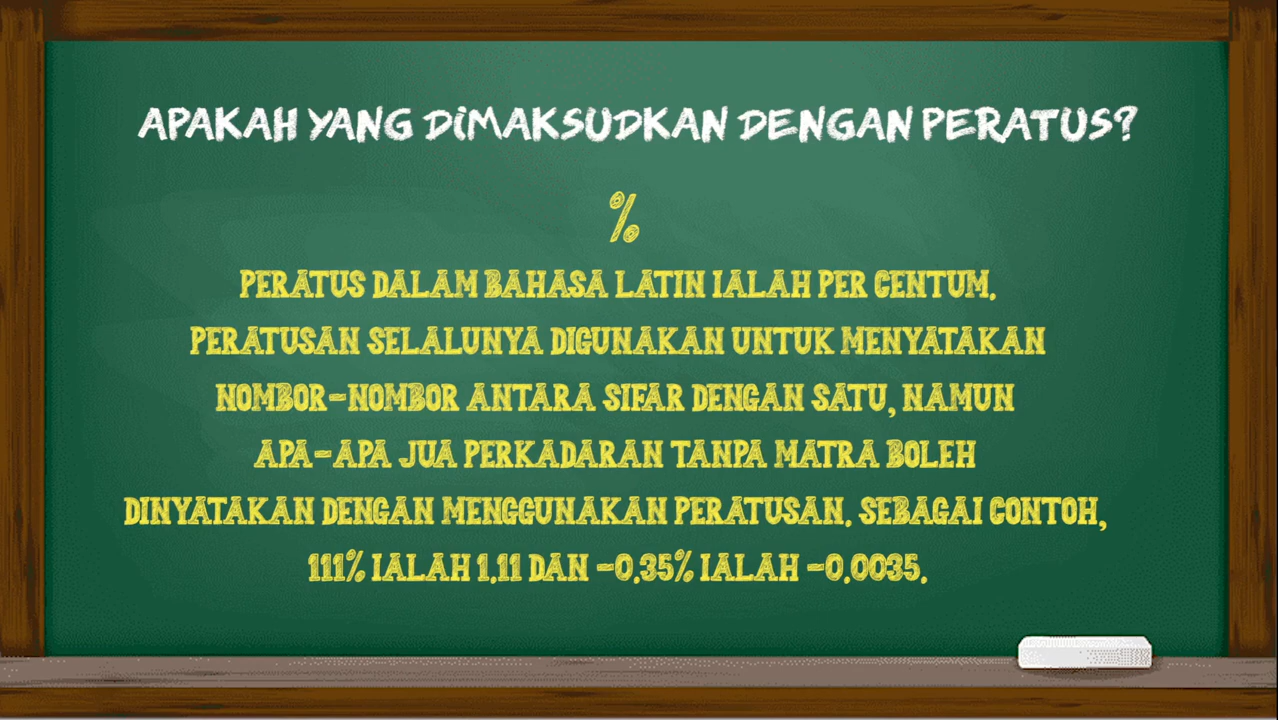 APAKAH YANG DIMAKSUDKAN DENGAN PERATUS?
%
PERATUS DALAM BAHASA LATIN IALAH PER CENTUM.
PERATUSAN SELALUNYA DIGUNAKAN UNTUK MENYATAKAN
NOMBOR-NOMBOR ANTARA SIFAR DENGAN SATU, NAMUN
APA-APA JUA PERKADARAN TANPA MATRA BOLEH
DINYATAKAN DENGAN MENGGUNAKAN PERATUSAN. SEBAGAI CONTOH,
111% IALAH 1.11 DAN -0.35% IALAH -0.0035.